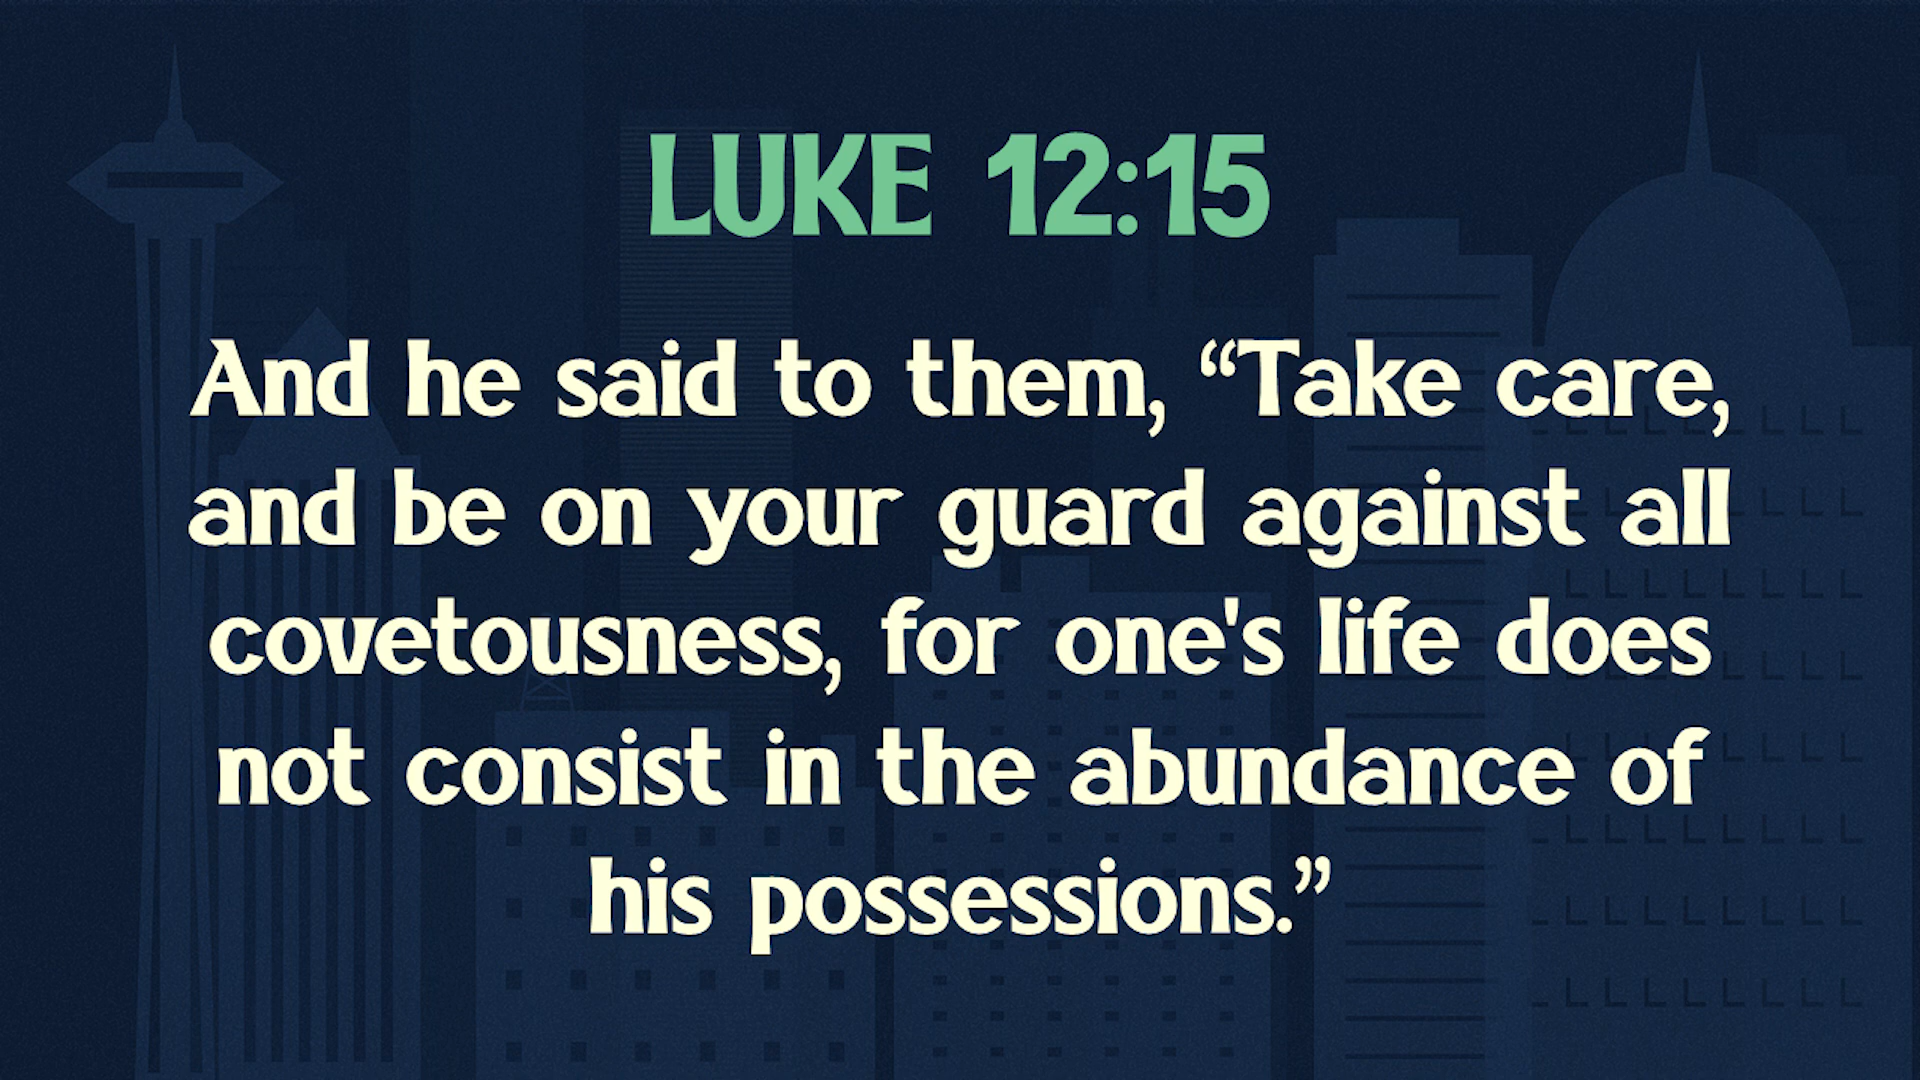 LUKE 12:15
And he said to them, “Take care,
and be on your guard against all
covetousness, for one's life does
not consist in the abundance of
his possessions.”